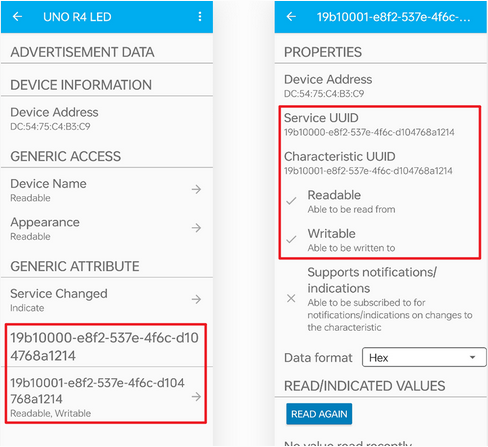 UNO R4 LED
ADVERTISEMENT DATA
DEVICE INFORMATION
Device Address
DC:54:75:C4:B3:C9
GENERIC ACCESS
Device Name
Readable
Appearance
Readable
GENERIC ATTRIBUTE
Service Changed
Indicate
19b10000-e8f2-537e-4f6c-d10
4768a1214
19b10001-e8f2-537e-4f6c-d104
768a1214
Readable, Writable
19b10001-e8f2-537e-4f6c-...
PROPERTIES
Device Address
DC:54:75:C4:B3:C9
Service UUID
19b10000-e8f2-537e-4f6c-d104768a1214
Characteristic UUID
19b10001-e8f2-537e-4f6c-d104768a1214
Readable
Able to be read from
Writable
Able to be written to
Supports notifications/
indications
Able to be subscribed to for
notifications/indications on changes to
the characteristic
Data format Hex
READ/INDICATED VALUES
READ AGAIN
No value read recently